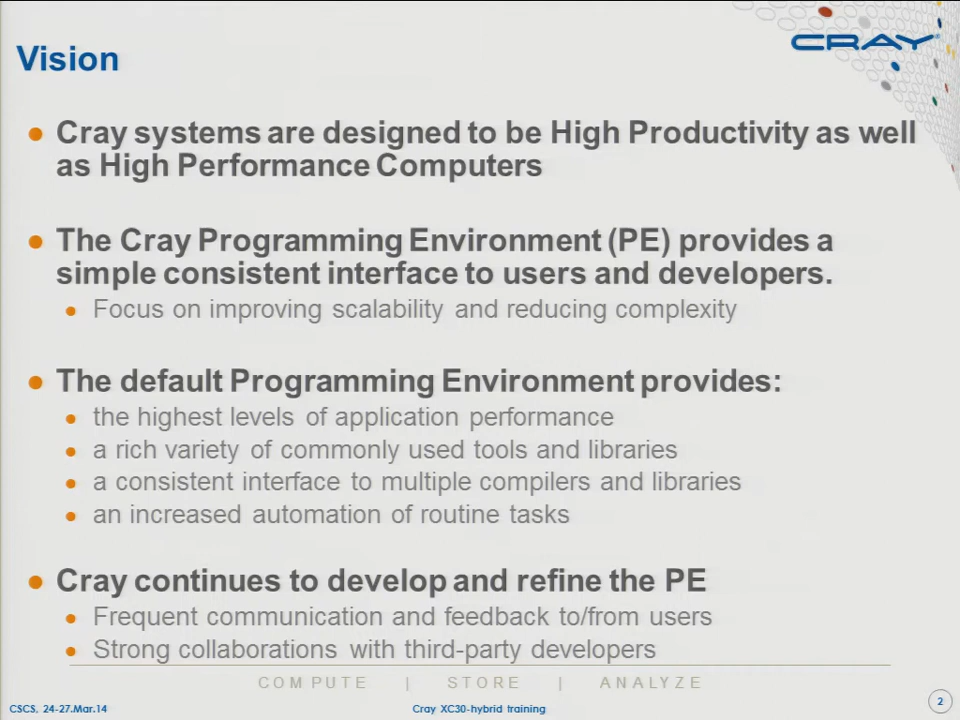 CRAY
Vision
Cray systems are designed to be High Productivity as well
as High Performance Computers
The Cray Programming Environment (PE) provides a
simple consistent interface to users and developers.
Focus on improving scalability and reducing complexity
The default Programming Environment provides:
the highest levels of application performance
a rich variety of commonly used tools and libraries
a consistent interface to multiple compilers and libraries
an increased automation of routine tasks
Cray continues to develop and refine the PE
Frequent communication and feedback to/from users
Strong collaborations with third-party developers
COMPUTE | STORE | ANALYZE
CSCS, 24-27.Mar.14
Cray XC30-hybrid training
2